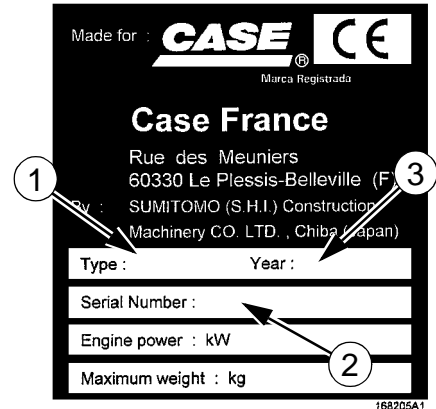 Made for : CASE ® CE
Marca Registrada
Case France
Rue des Meuniers
60330 Le Plessis-Belleville (F)
By : SUMITOMO (S.H.I.) Construction
Machinery CO. LTD. , Chiba (Japan)
1
3
Type : Year :
Serial Number :
Engine power : kW
2
Maximum weight : kg
168205A1